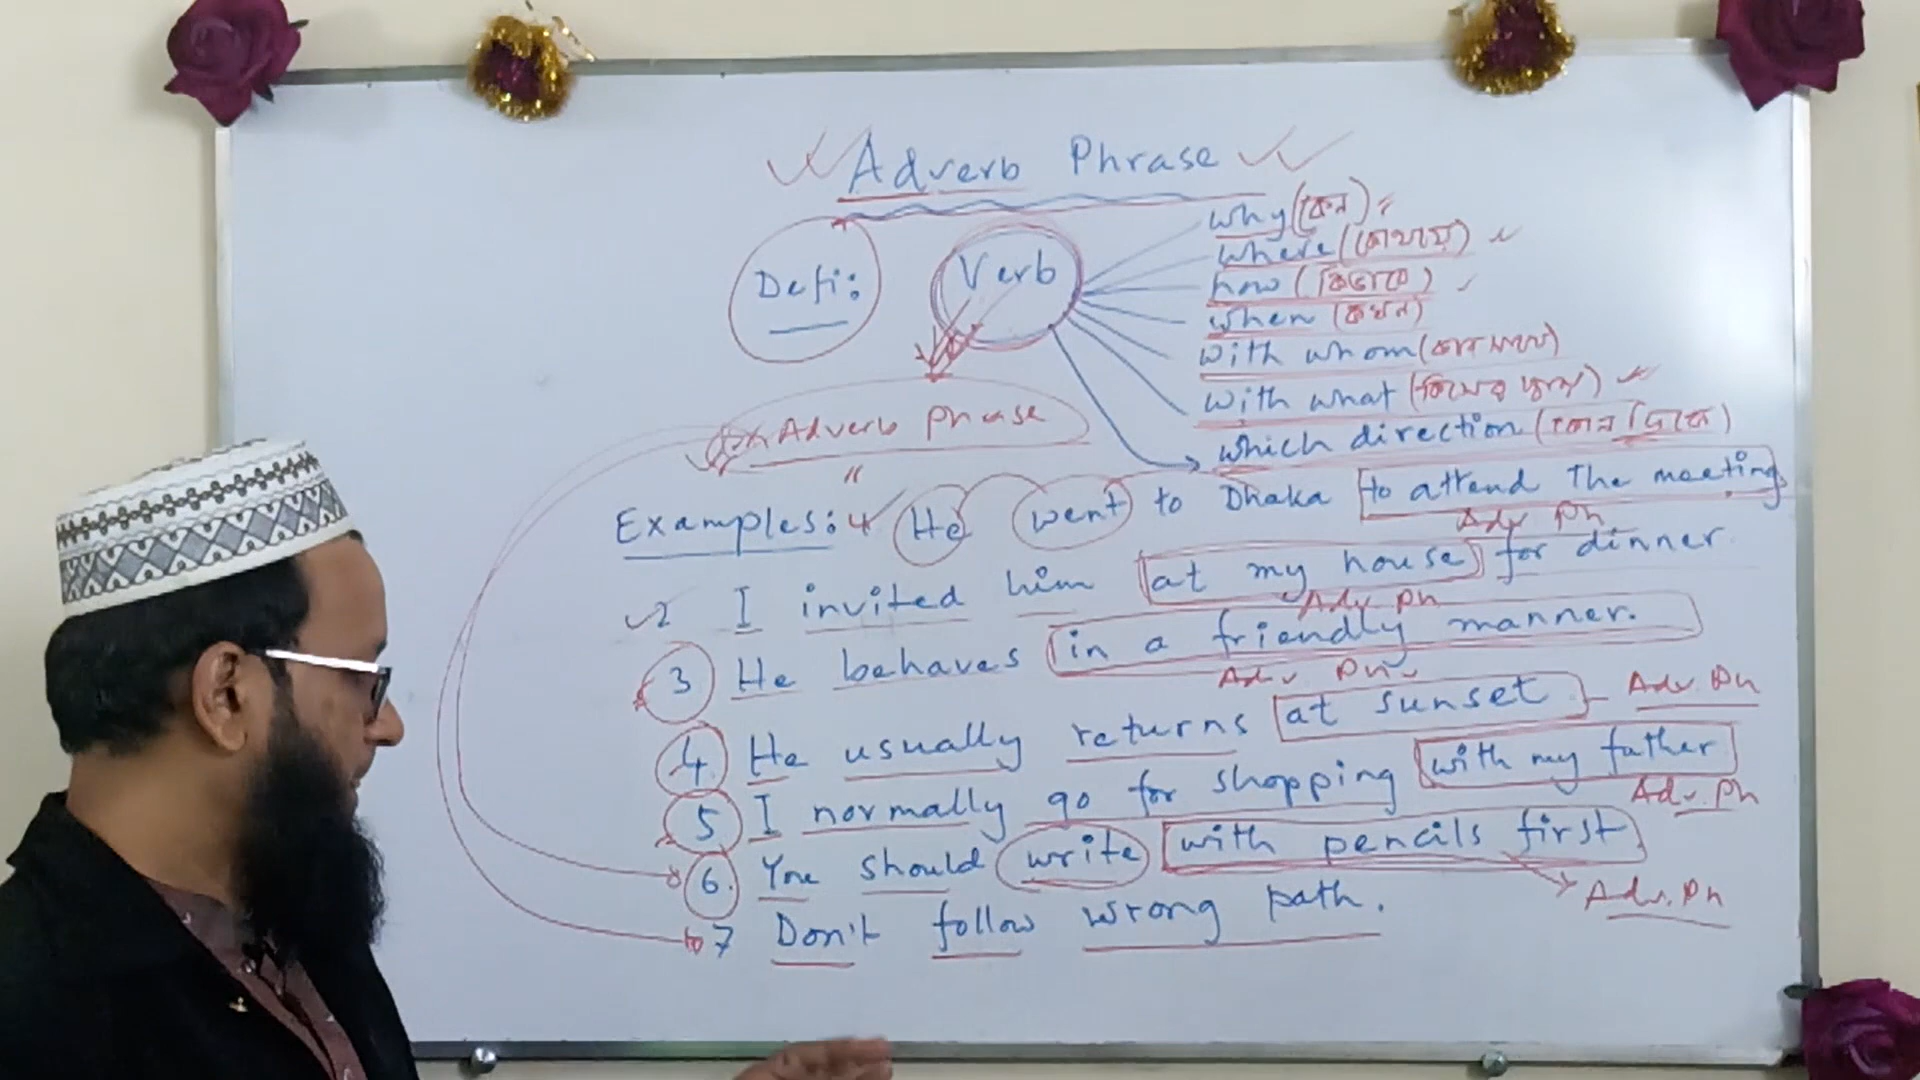 Adverb Phrase
Defi:
Verb
why (কেন)
where (কোথায়)
how (কিভাবে)
when (কখন)
with whom (কার সাথে)
with what (কিসের দ্বারা)
which direction (কোন দিকে)
Adverb phrase
Examples: 1 He went to Dhaka to attend the meeting
Adv Ph
2 I invited him at my house for dinner
Adv Ph
3 He behaves in a friendly manner.
Adv Ph
4. He usually returns at sunset Adv. Ph
5 I normally go for shopping with my father
Adv. Ph
6. You should write with pencils first
Adv. Ph
7 Don't follow wrong path.